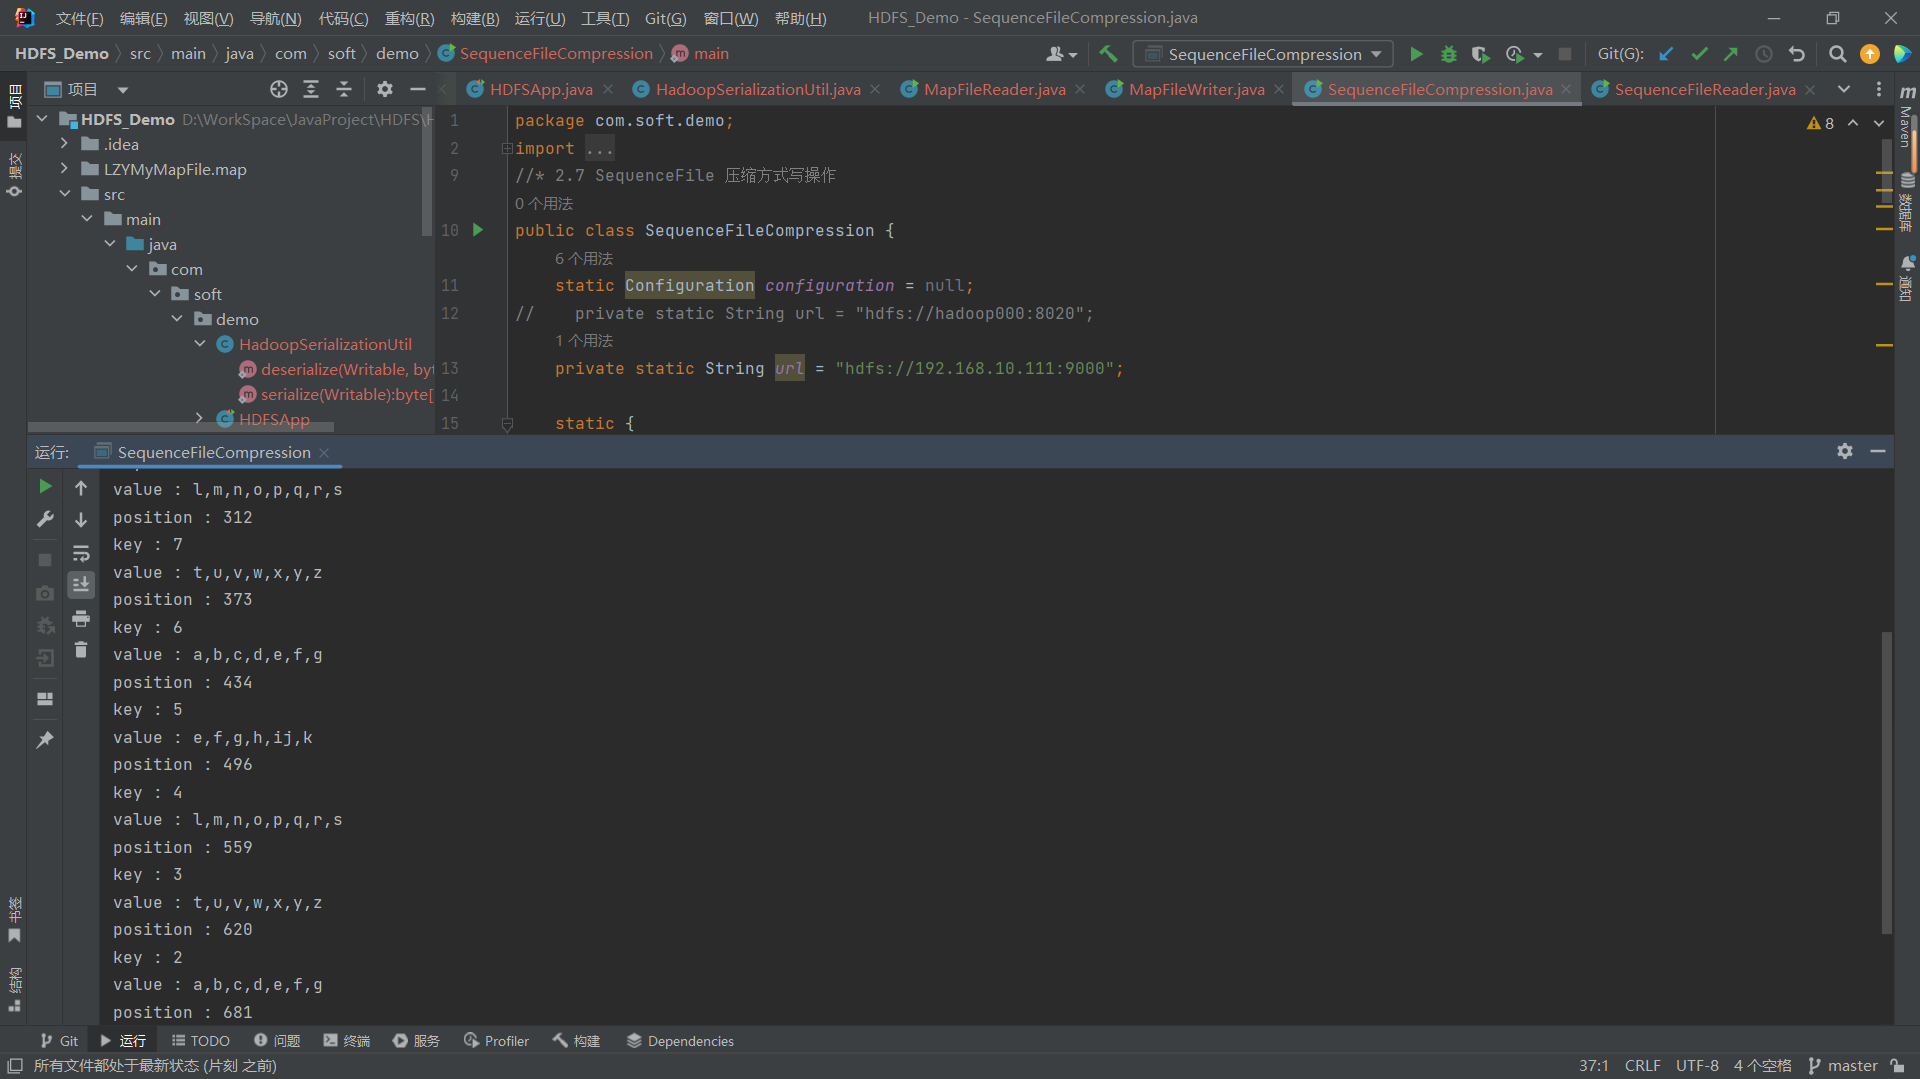 文件(F) 编辑(E) 视图(V) 导航(N) 代码(C) 重构(R) 构建(B) 运行(U) 工具(T) Git(G) 窗口(W) 帮助(H) HDFS_Demo - SequenceFileCompression.java
HDFS_Demo src main java com soft demo SequenceFileCompression main SequenceFileCompression Git(G):
项目 HDFSApp.java HadoopSerializationUtil.java MapFileReader.java MapFileWriter.java SequenceFileCompression.java SequenceFileReader.java
项目
提交
HDFS_Demo D:\WorkSpace\JavaProject\HDFS\H
.idea
LZYMyMapFile.map
src
main
java
com
soft
demo
HadoopSerializationUtil
deserialize(Writable, byt
serialize(Writable):byte[
HDFSApp
1 package com.soft.demo;
2 import ...
9 //* 2.7 SequenceFile 压缩方式写操作
0 个用法
10 public class SequenceFileCompression {
6 个用法
11 static Configuration configuration = null;
12 // private static String url = "hdfs://hadoop000:8020";
1 个用法
13 private static String url = "hdfs://192.168.10.111:9000";
14
15 static {
8
m
Maven
数据库
通知
运行: SequenceFileCompression
value : l,m,n,o,p,q,r,s
position : 312
key : 7
value : t,u,v,w,x,y,z
position : 373
key : 6
value : a,b,c,d,e,f,g
position : 434
key : 5
value : e,f,g,h,ij,k
position : 496
key : 4
value : l,m,n,o,p,q,r,s
position : 559
key : 3
value : t,u,v,w,x,y,z
position : 620
key : 2
value : a,b,c,d,e,f,g
position : 681
书签
结构
Git 运行 TODO 问题 终端 服务 Profiler 构建 Dependencies
所有文件都处于最新状态 (片刻 之前) 37:1 CRLF UTF-8 4 个空格 master